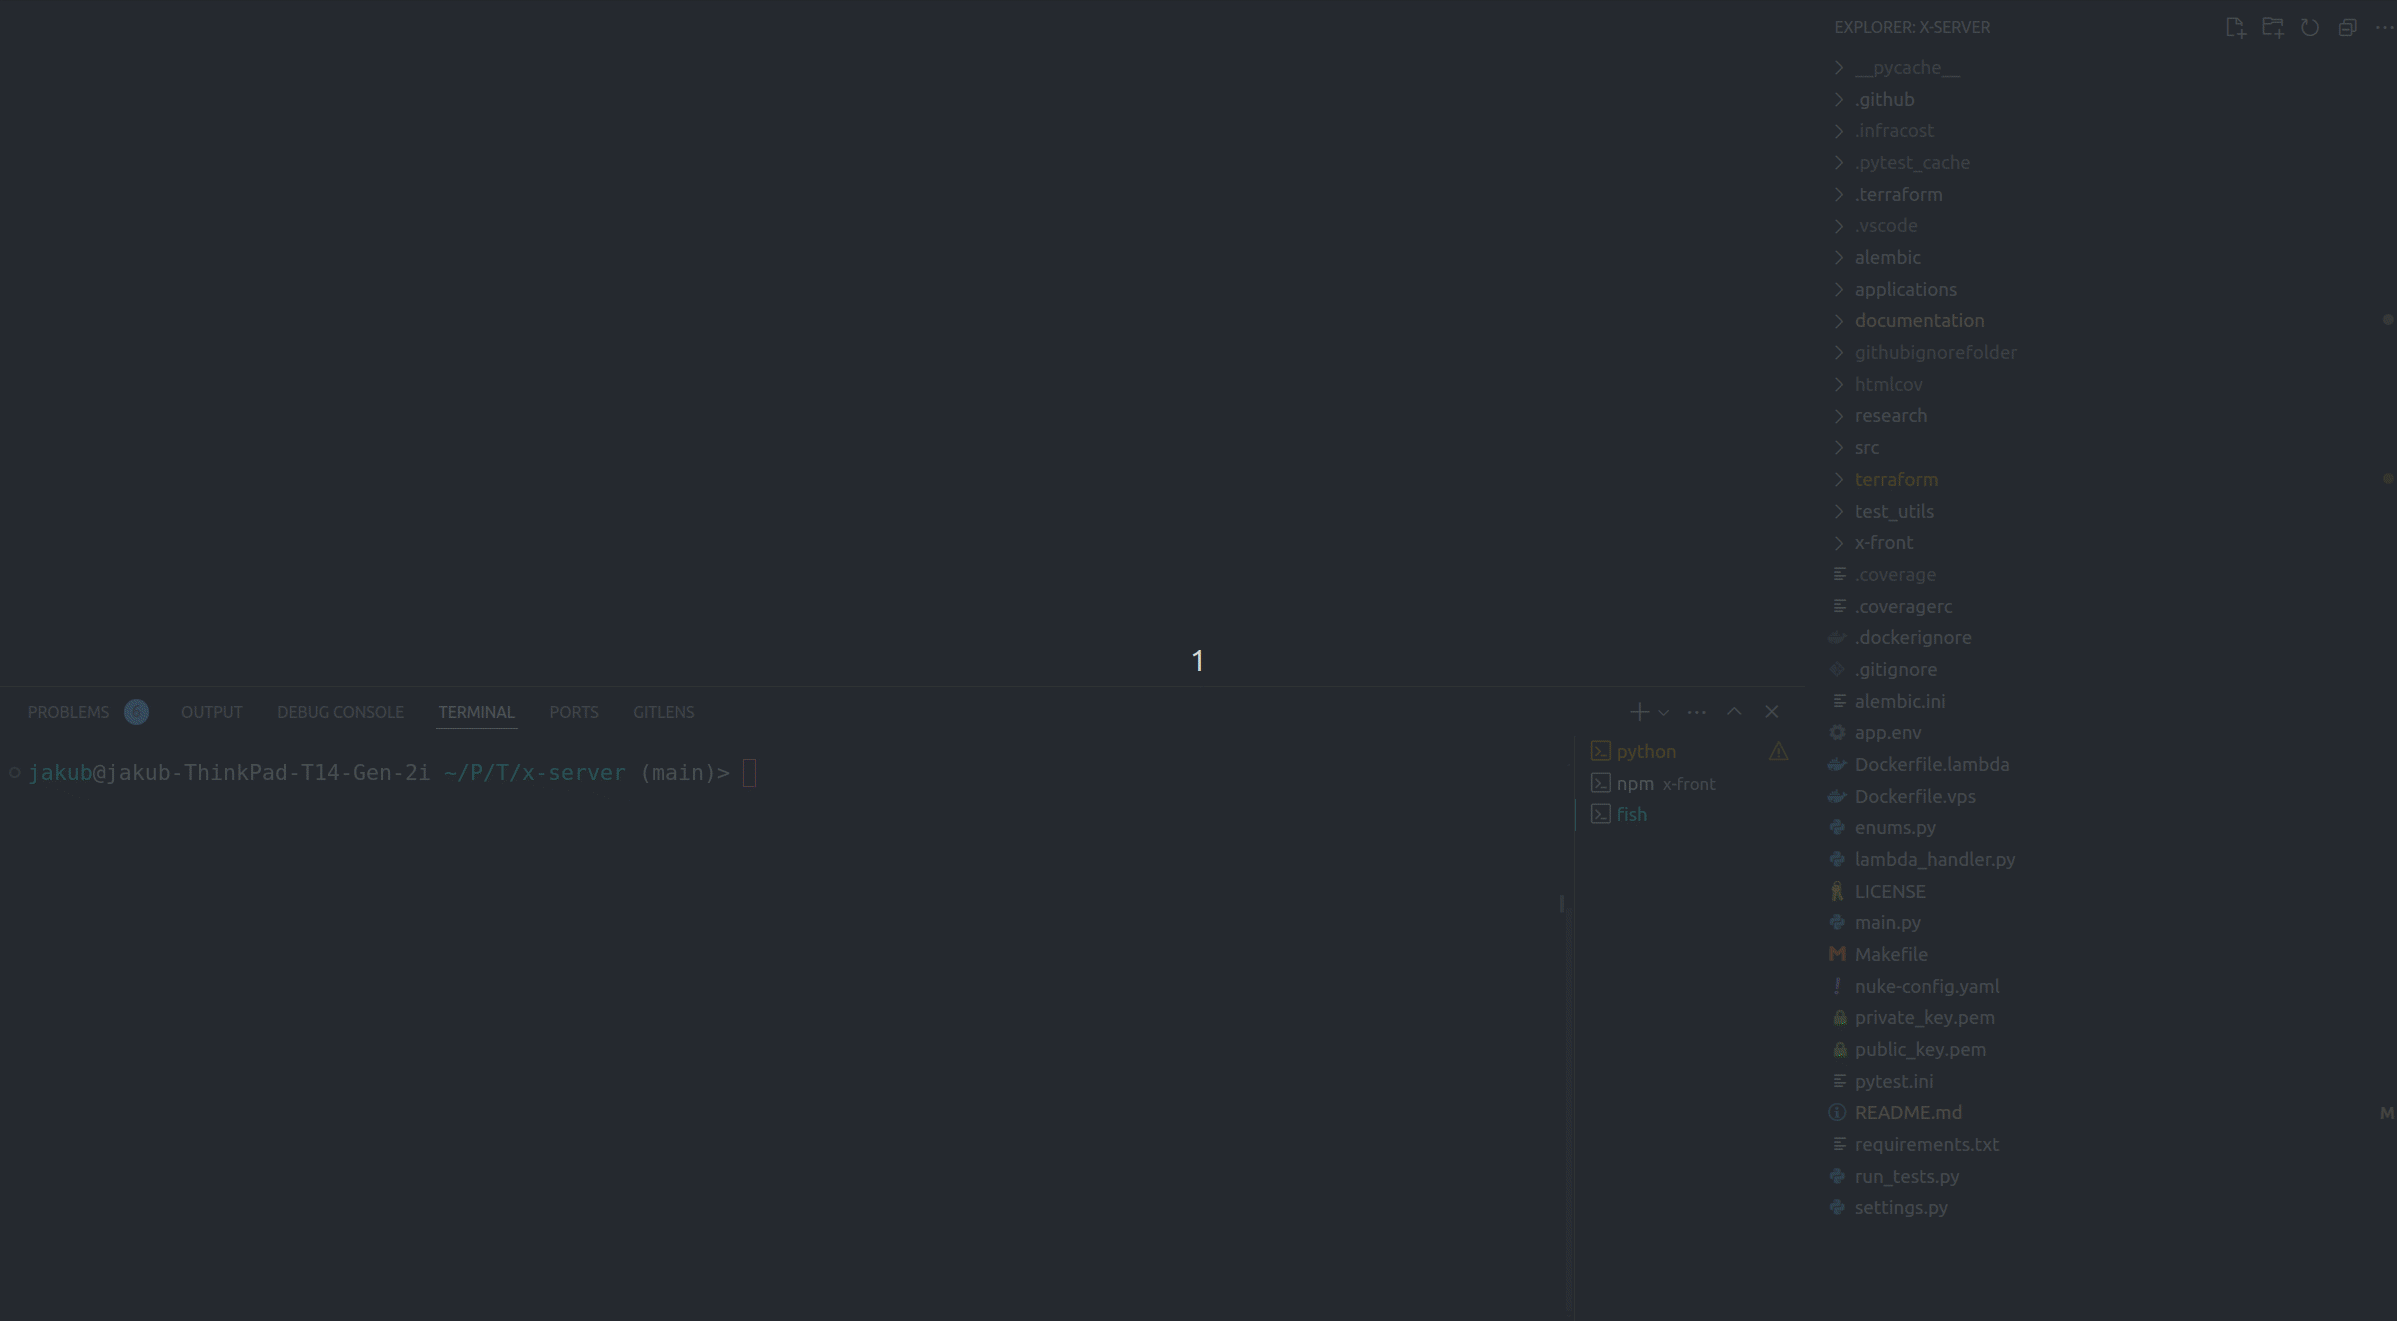 EXPLORER: X-SERVER
__pycache__
.github
.infracost
.pytest_cache
.terraform
.vscode
alembic
applications
documentation
githubignorefolder
htmlcov
research
src
terraform
test_utils
x-front
.coverage
.coveragerc
.dockerignore
.gitignore
alembic.ini
app.env
Dockerfile.lambda
Dockerfile.vps
enums.py
lambda_handler.py
LICENSE
main.py
Makefile
nuke-config.yaml
private_key.pem
public_key.pem
pytest.ini
README.md M
requirements.txt
run_tests.py
settings.py
1
PROBLEMS 6 OUTPUT DEBUG CONSOLE TERMINAL PORTS GITLENS
jakub@jakub-ThinkPad-T14-Gen-2i ~/P/T/x-server (main)>
python
npm x-front
fish